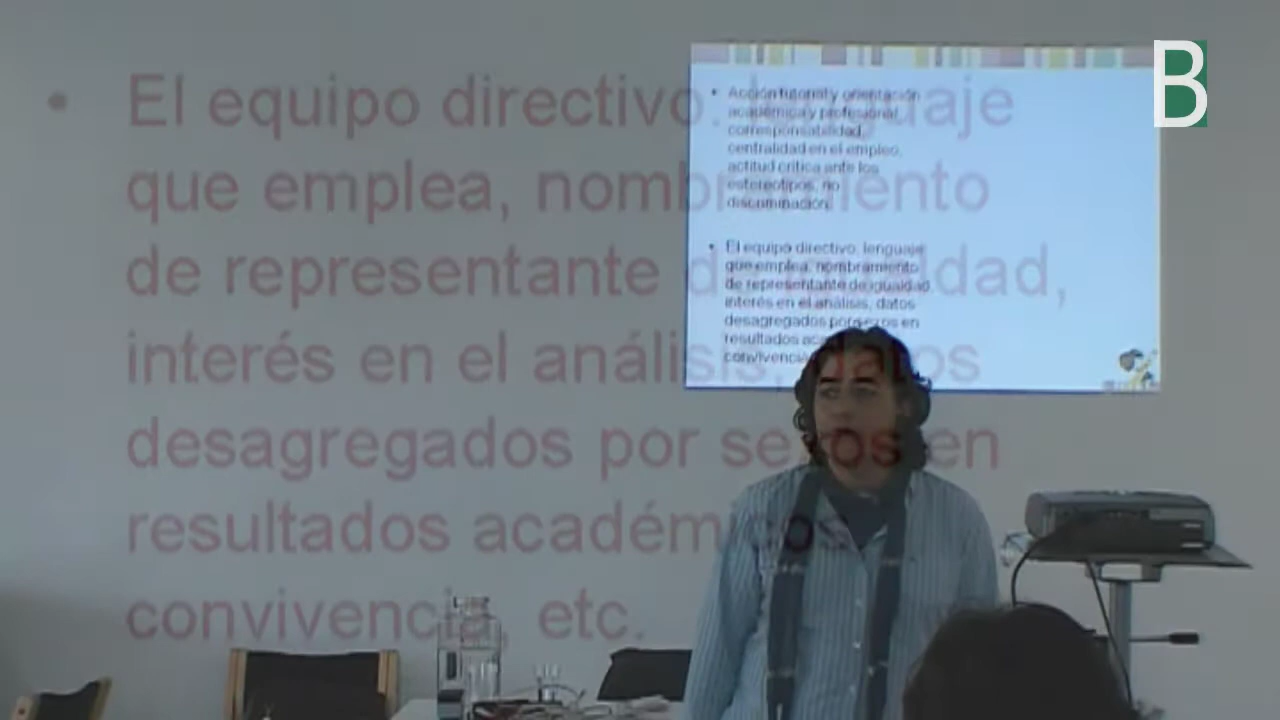 El equipo directivo: lenguaje
que emplea, nombramiento
de representante de igualdad,
interés en el análisis, datos
desagregados por sexos en
resultados académicos,
convivencia, etc.
B
Acción tutorial y orientación
académica y profesional,
corresponsabilidad,
centralidad en el empleo,
actitud crítica ante los
estereotipos, no
discriminación.
El equipo directivo: lenguaje
que emplea, nombramiento
de representante de igualdad,
interés en el análisis, datos
desagregados por sexos en
resultados
convivencia